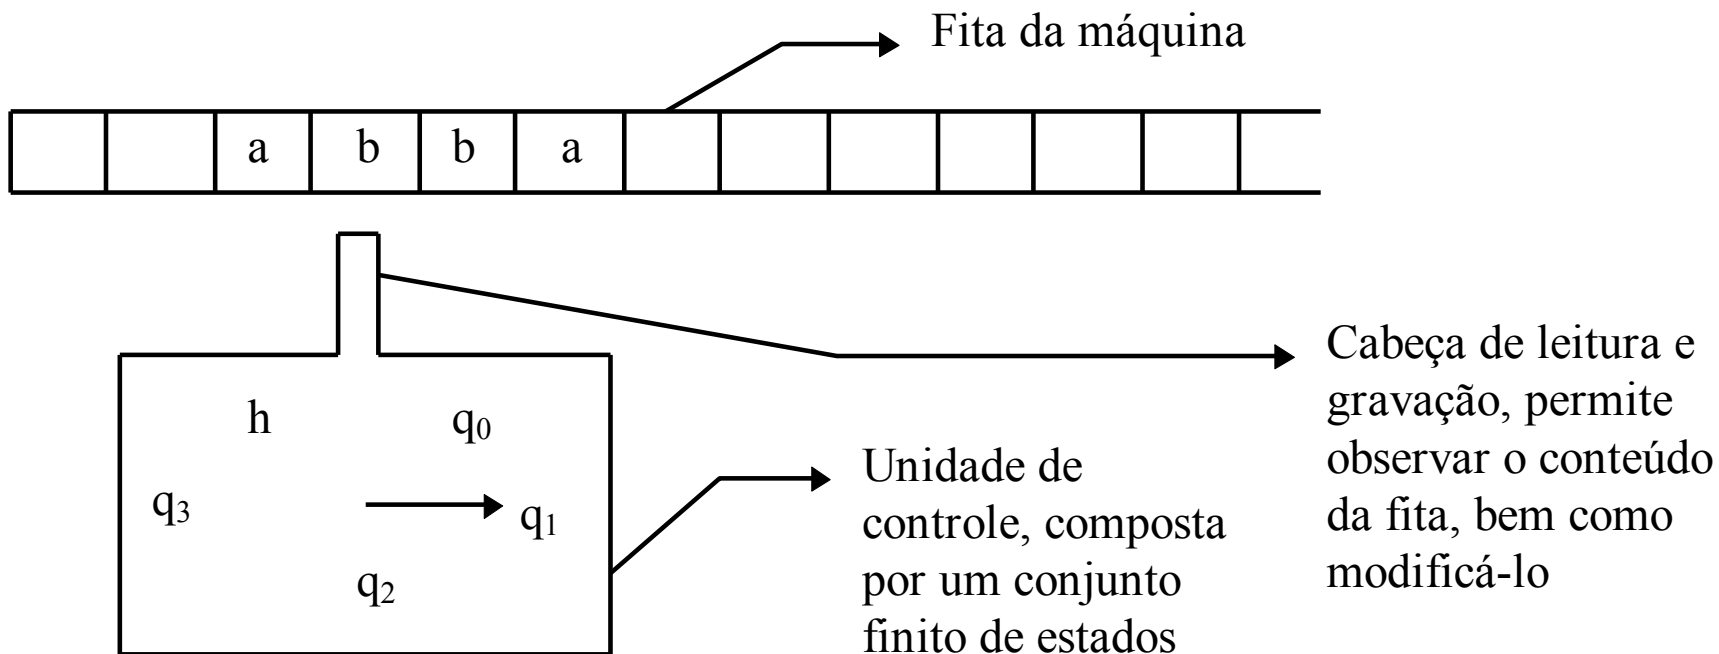 Fita da máquina
a b b a
Cabeça de leitura e
gravação, permite
observar o conteúdo
da fita, bem como
modificá-lo
h q₀
q₃ q₁
q₂
Unidade de
controle, composta
por um conjunto
finito de estados